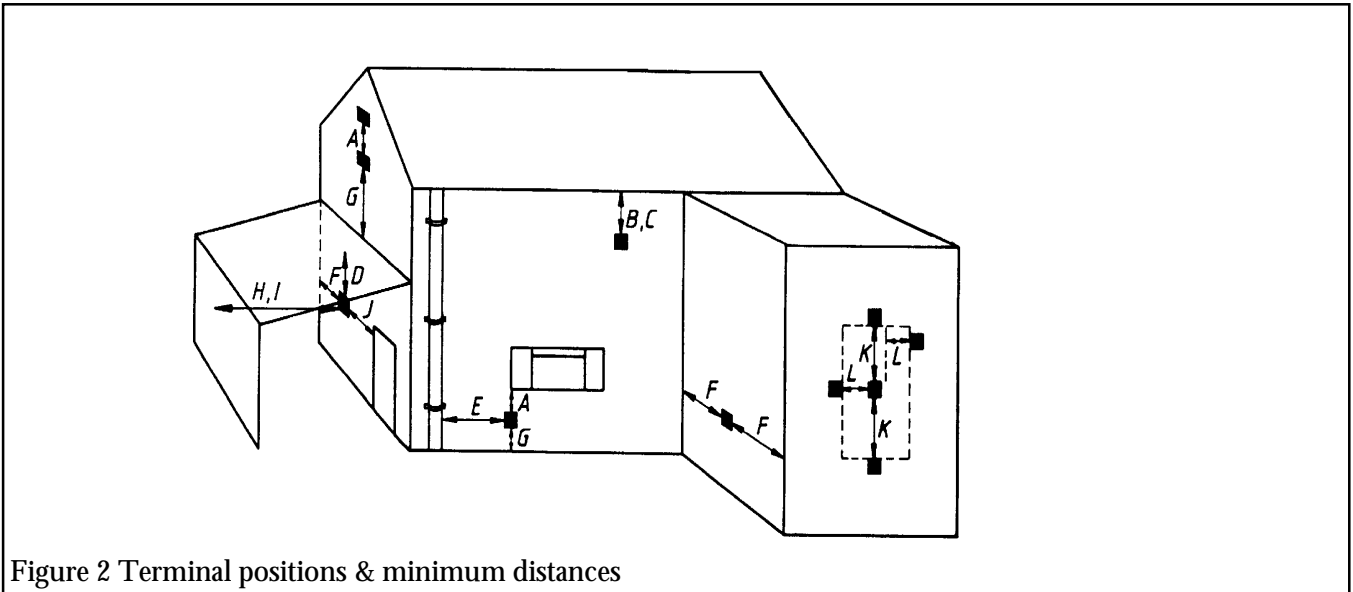 A
G
B,C
F
D
H,I
J
K
L
L
F
A
E
F
G
K
Figure 2 Terminal positions & minimum distances